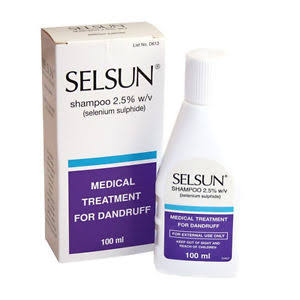 List No. D613
SELSUN®
shampoo 2.5% w/v
(selenium sulphide)
MEDICAL
TREATMENT
FOR DANDRUFF
100 ml
SELSUN®
SHAMPOO 2.5% w/v
(selenium sulphide)
MEDICAL TREATMENT
FOR DANDRUFF
FOR EXTERNAL USE ONLY
KEEP OUT OF SIGHT AND
REACH OF CHILDREN
100 ml